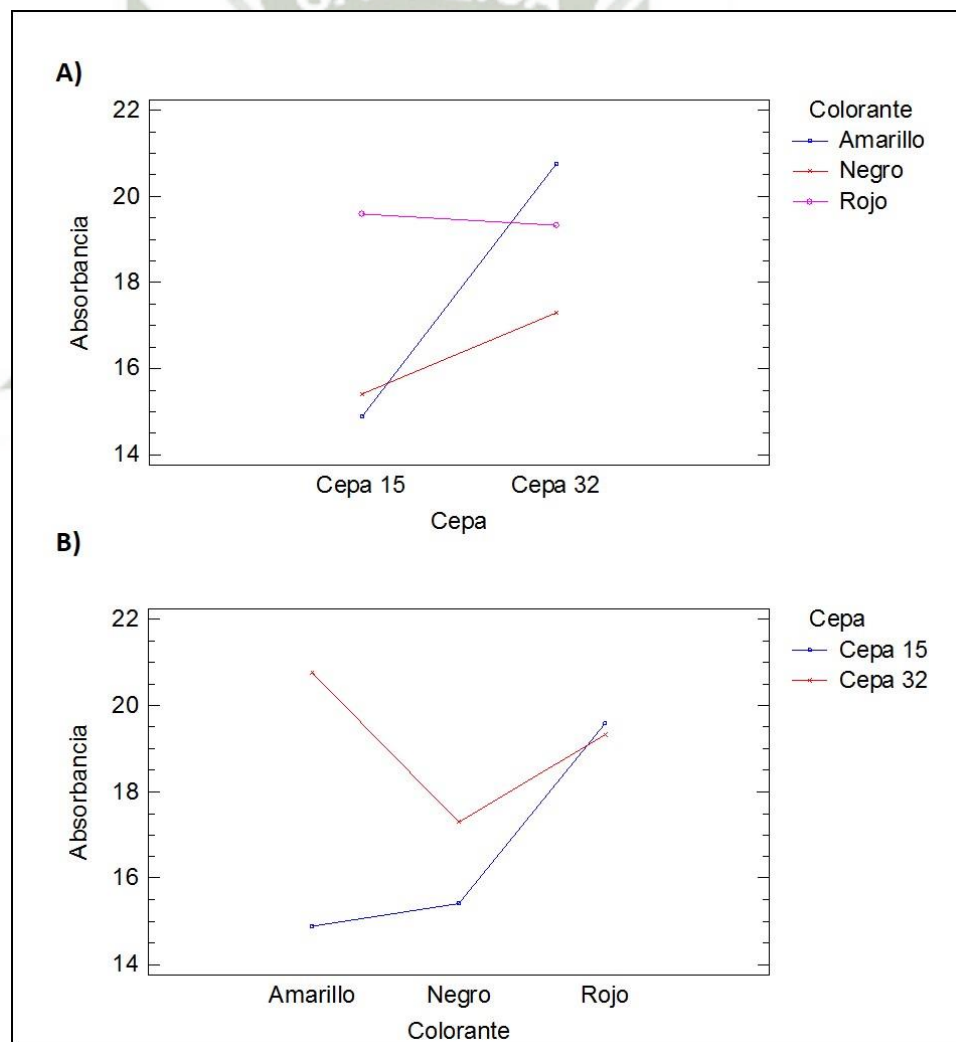 A)
22
20
18
16
14
Absorbancia
Cepa 15 Cepa 32
Cepa
Colorante
Amarillo
Negro
Rojo
B)
22
20
18
16
14
Absorbancia
Amarillo Negro Rojo
Colorante
Cepa
Cepa 15
Cepa 32